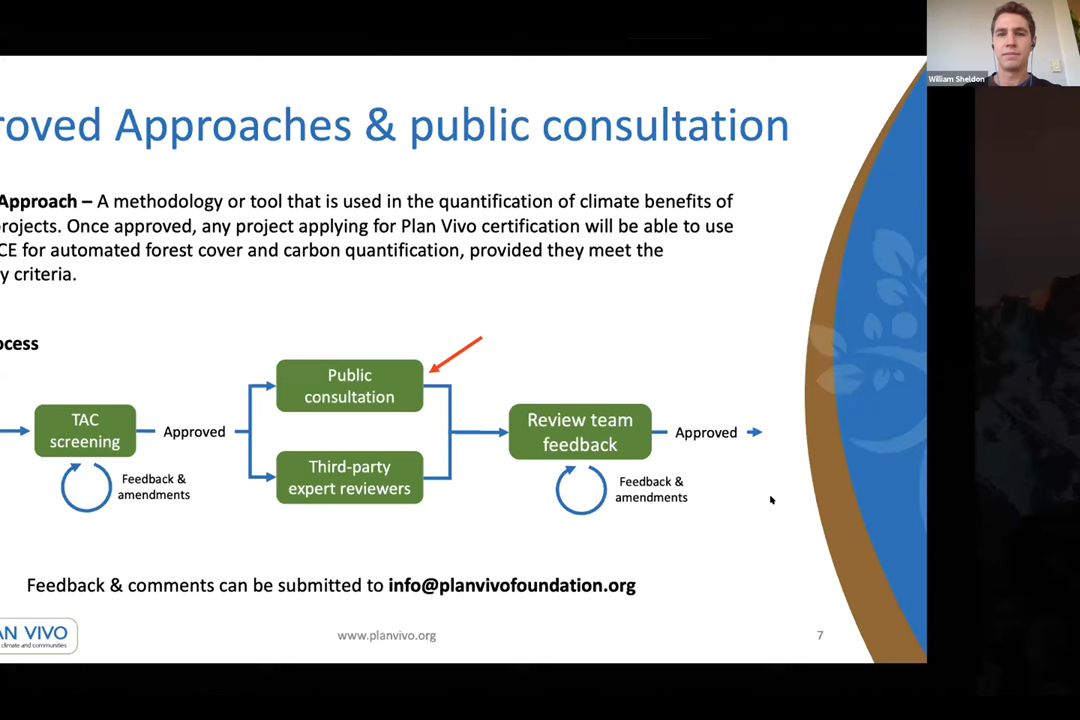 William Sheldon
roved Approaches & public consultation
Approach – A methodology or tool that is used in the quantification of climate benefits of
rojects. Once approved, any project applying for Plan Vivo certification will be able to use
CE for automated forest cover and carbon quantification, provided they meet the
y criteria.
ocess
Public
consultation
TAC
screening
Approved
Review team
feedback
Approved
Third-party
expert reviewers
Feedback &
amendments
Feedback &
amendments
Feedback & comments can be submitted to info@planvivofoundation.org
AN VIVO
climate and communities
www.planvivo.org
7